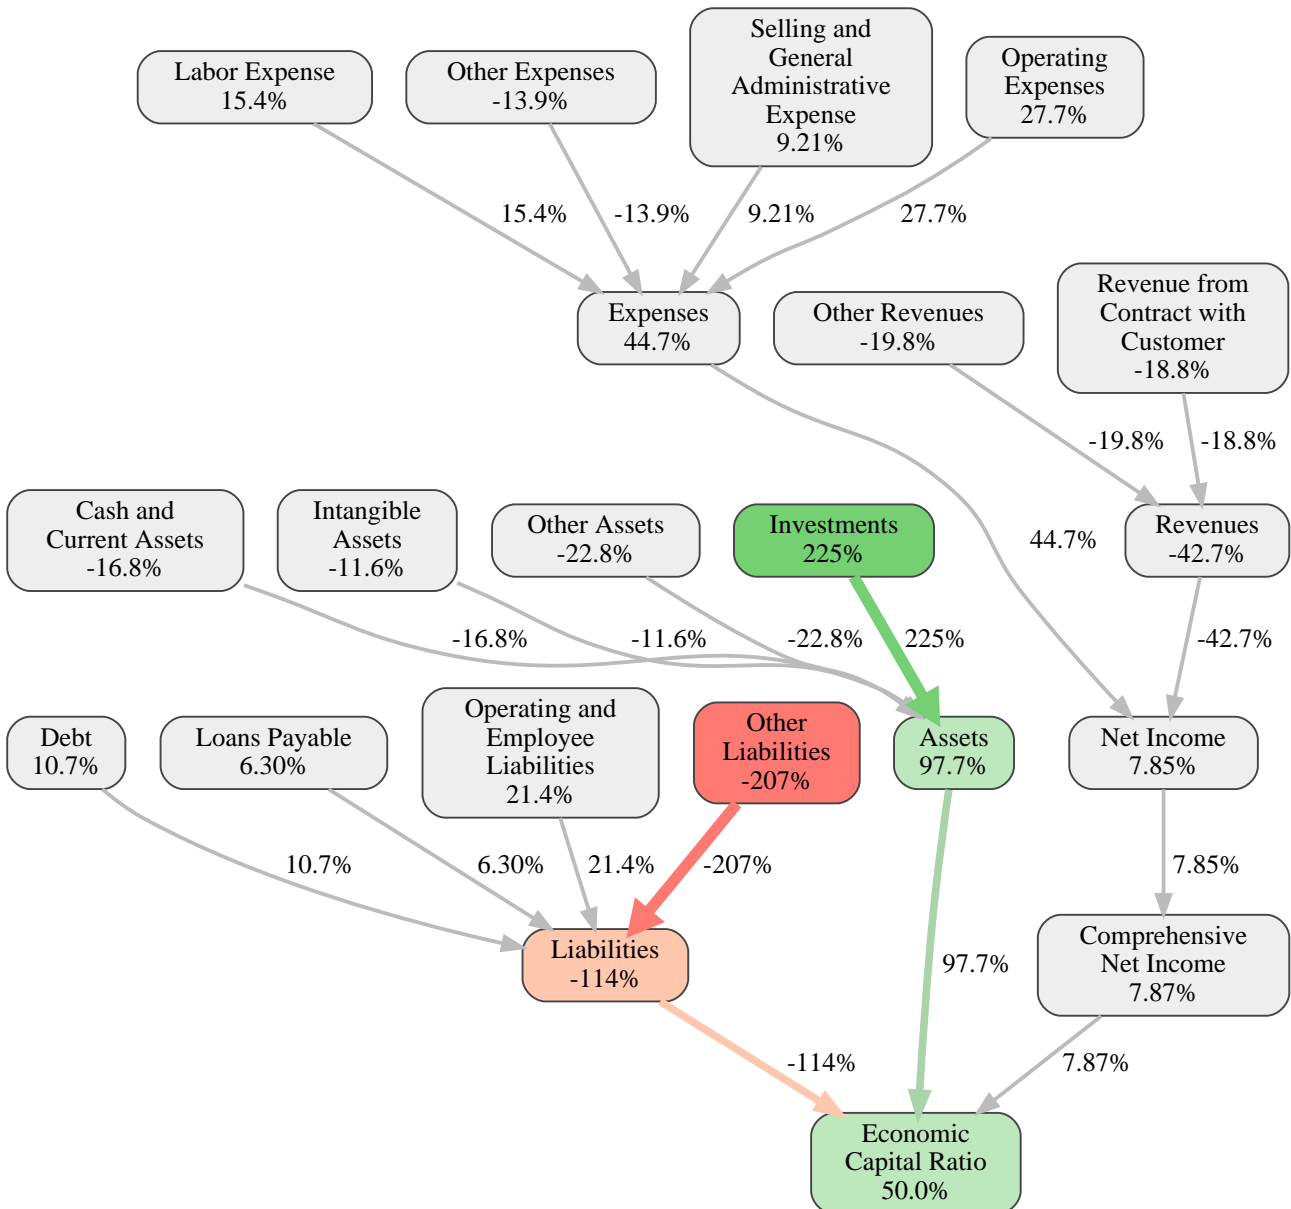 Labor Expense
15.4%
Other Expenses
-13.9%
Selling and
General
Administrative
Expense
9.21%
Operating
Expenses
27.7%
15.4%
-13.9%
9.21%
27.7%
Expenses
44.7%
Other Revenues
-19.8%
Revenue from
Contract with
Customer
-18.8%
-19.8%
-18.8%
Cash and
Current Assets
-16.8%
Intangible
Assets
-11.6%
Other Assets
-22.8%
Investments
225%
44.7%
Revenues
-42.7%
-16.8%
-11.6%
-22.8%
225%
-42.7%
Debt
10.7%
Loans Payable
6.30%
Operating and
Employee
Liabilities
21.4%
Other
Liabilities
-207%
Assets
97.7%
Net Income
7.85%
10.7%
6.30%
21.4%
-207%
7.85%
Liabilities
-114%
97.7%
Comprehensive
Net Income
7.87%
-114%
7.87%
Economic
Capital Ratio
50.0%